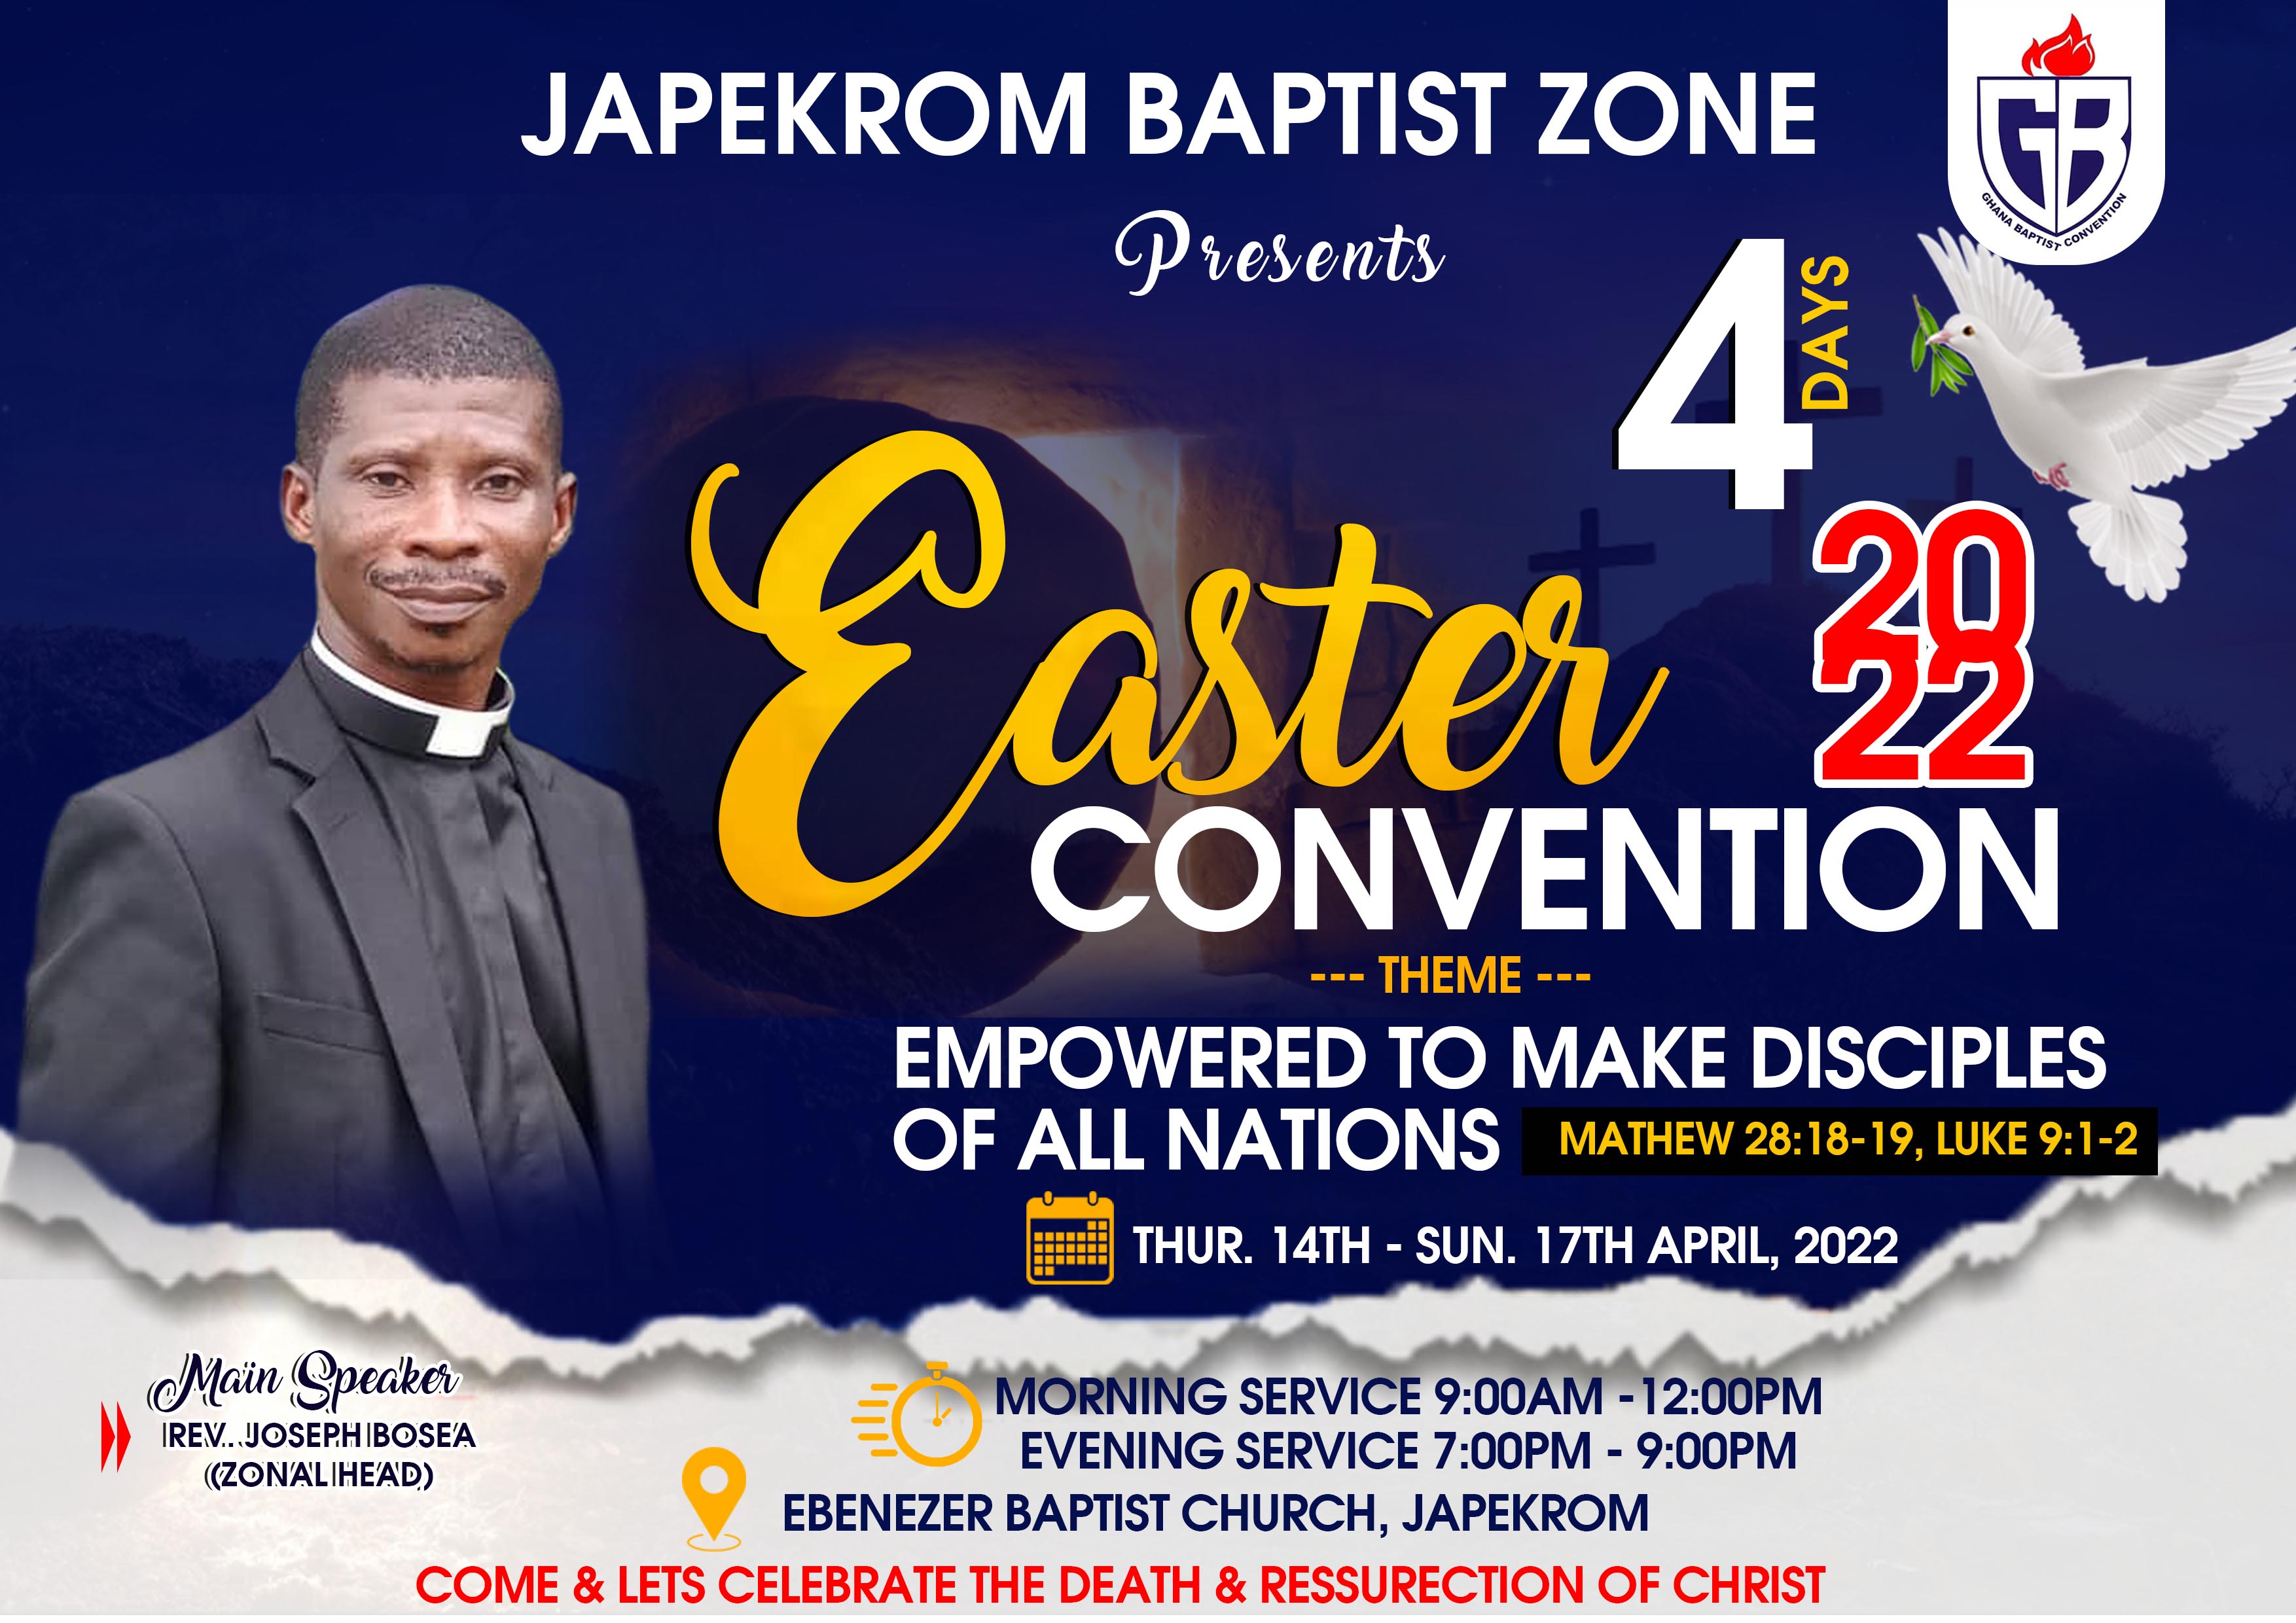 JAPEKROM BAPTIST ZONE
GB
GHANA BAPTIST CONVENTION
Presents
4 DAYS
Easter
20
22
CONVENTION
--- THEME ---
EMPOWERED TO MAKE DISCIPLES
OF ALL NATIONS
MATHEW 28:18-19, LUKE 9:1-2
THUR. 14TH - SUN. 17TH APRIL, 2022
Main Speaker
REV. JOSEPH BOSEA
(ZONAL HEAD)
MORNING SERVICE 9:00AM -12:00PM
EVENING SERVICE 7:00PM - 9:00PM
EBENEZER BAPTIST CHURCH, JAPEKROM
COME & LETS CELEBRATE THE DEATH & RESSURECTION OF CHRIST